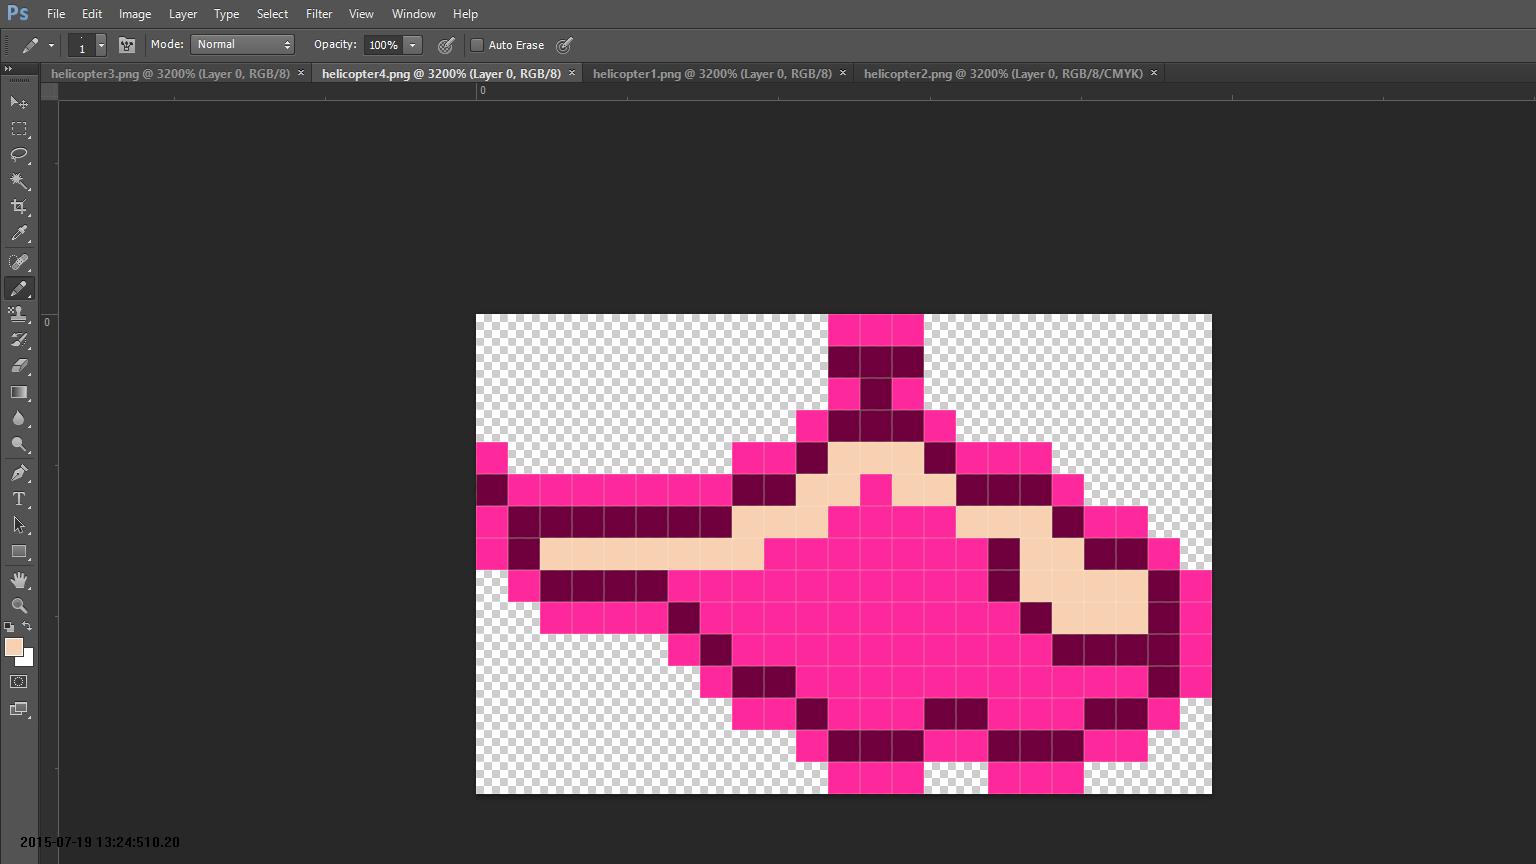 Ps File Edit Image Layer Type Select Filter View Window Help
1 Mode: Normal Opacity: 100% Auto Erase
helicopter3.png @ 3200% (Layer 0, RGB/8) × helicopter4.png @ 3200% (Layer 0, RGB/8) × helicopter1.png @ 3200% (Layer 0, RGB/8) × helicopter2.png @ 3200% (Layer 0, RGB/8/CMYK) ×
0
0
T
2015-07-19 13:24:510.20